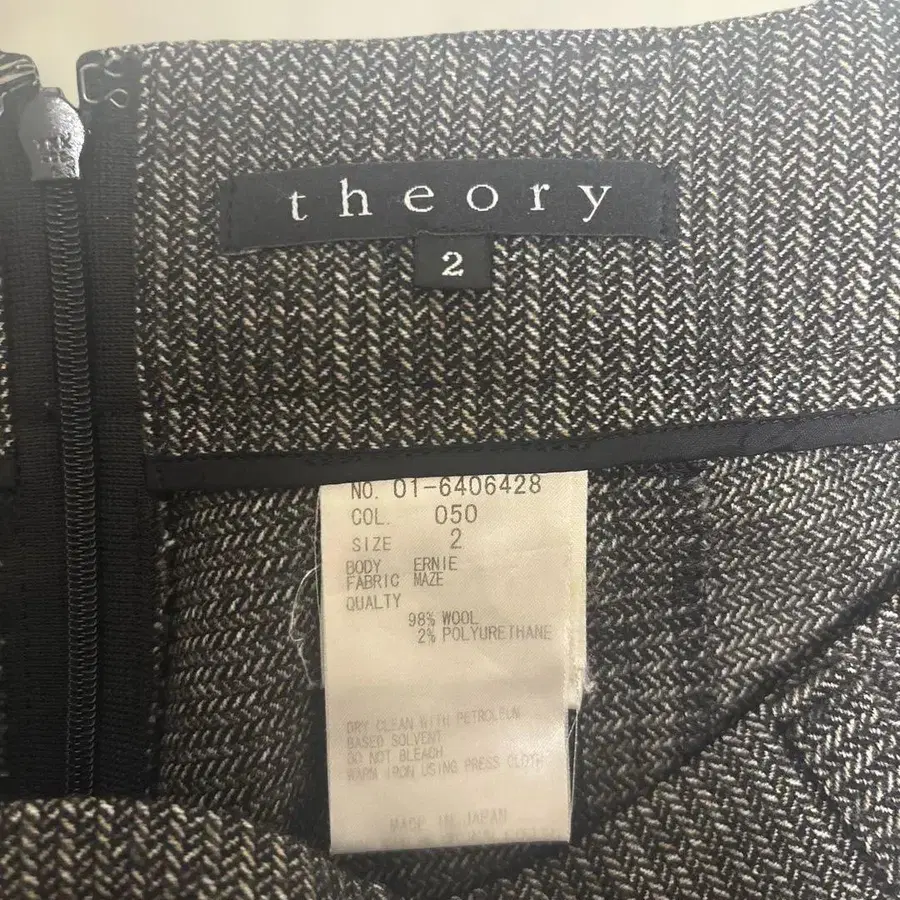 theory
2
NO. 01-6406428
COL. 050
SIZE 2
BODY ERNIE
FABRIC MAZE
QUALTY
98% WOOL
2% POLYURETHANE
DRY CLEAN WITH PETROLEUM
BASED SOLVENT
DO NOT BLEACH
WARM IRON USING PRESS CLOTH
MADE IN JAPAN